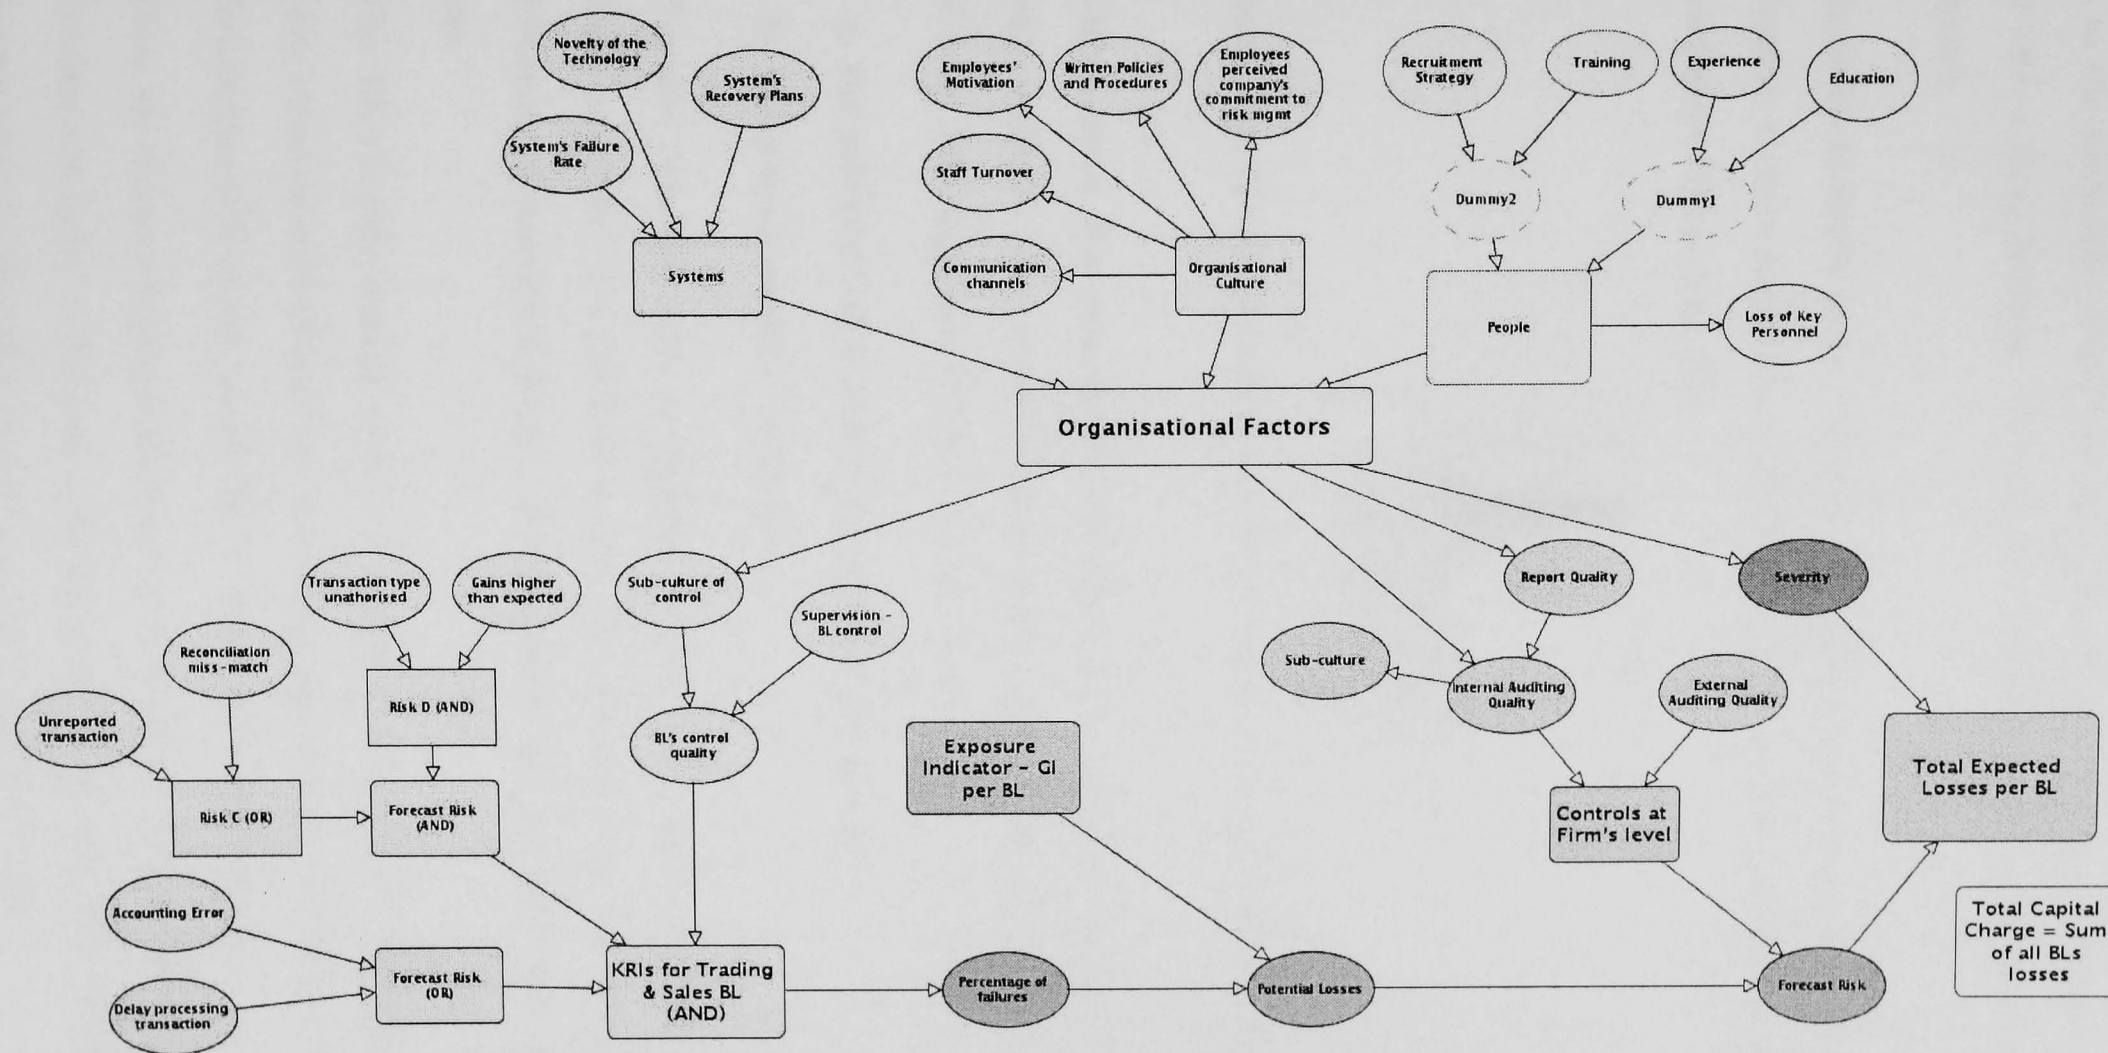 Novelty of the
Technology
System's
Recovery Plans
System's Failure
Rate
Systems
Employees'
Motivation
Written Policies
and Procedures
Employees
perceived
company's
commitment to
risk mgmt
Staff Turnover
Communication
channels
Organisational
Culture
Recruitment
Strategy
Training
Experience
Education
Dummy2
Dummy1
People
Loss of Key
Personnel
Organisational Factors
Transaction type
unathorised
Gains higher
than expected
Sub-culture of
control
Supervision -
BL control
Reconciliation
miss-match
Unreported
transaction
Risk D (AND)
BL's control
quality
Risk C (OR)
Forecast Risk
(AND)
Accounting Error
Delay processing
transaction
Forecast Risk
(OR)
KRIs for Trading
& Sales BL
(AND)
Exposure
Indicator - GI
per BL
Percentage of
failures
Potential Losses
Report Quality
Severity
Sub-culture
Internal Auditing
Quality
External
Auditing Quality
Controls at
Firm's level
Total Expected
Losses per BL
Forecast Risk
Total Capital
Charge = Sum
of all BLs
losses